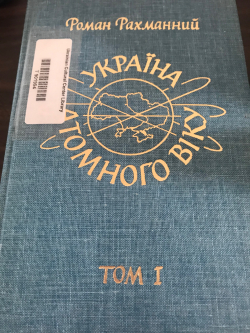 Роман Рахманний
УКРАЇНА
АТОМНОГО ВІКУ
ТОМ I